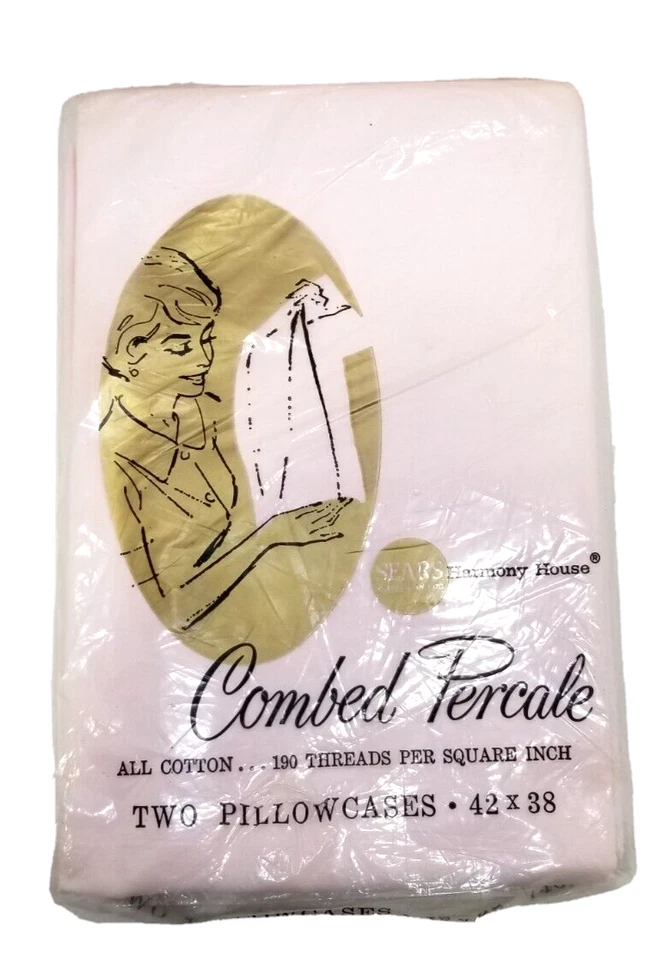 SEARS
Harmony House®
Combed Percale
ALL COTTON... 190 THREADS PER SQUARE INCH
TWO PILLOWCASES • 42 x 38